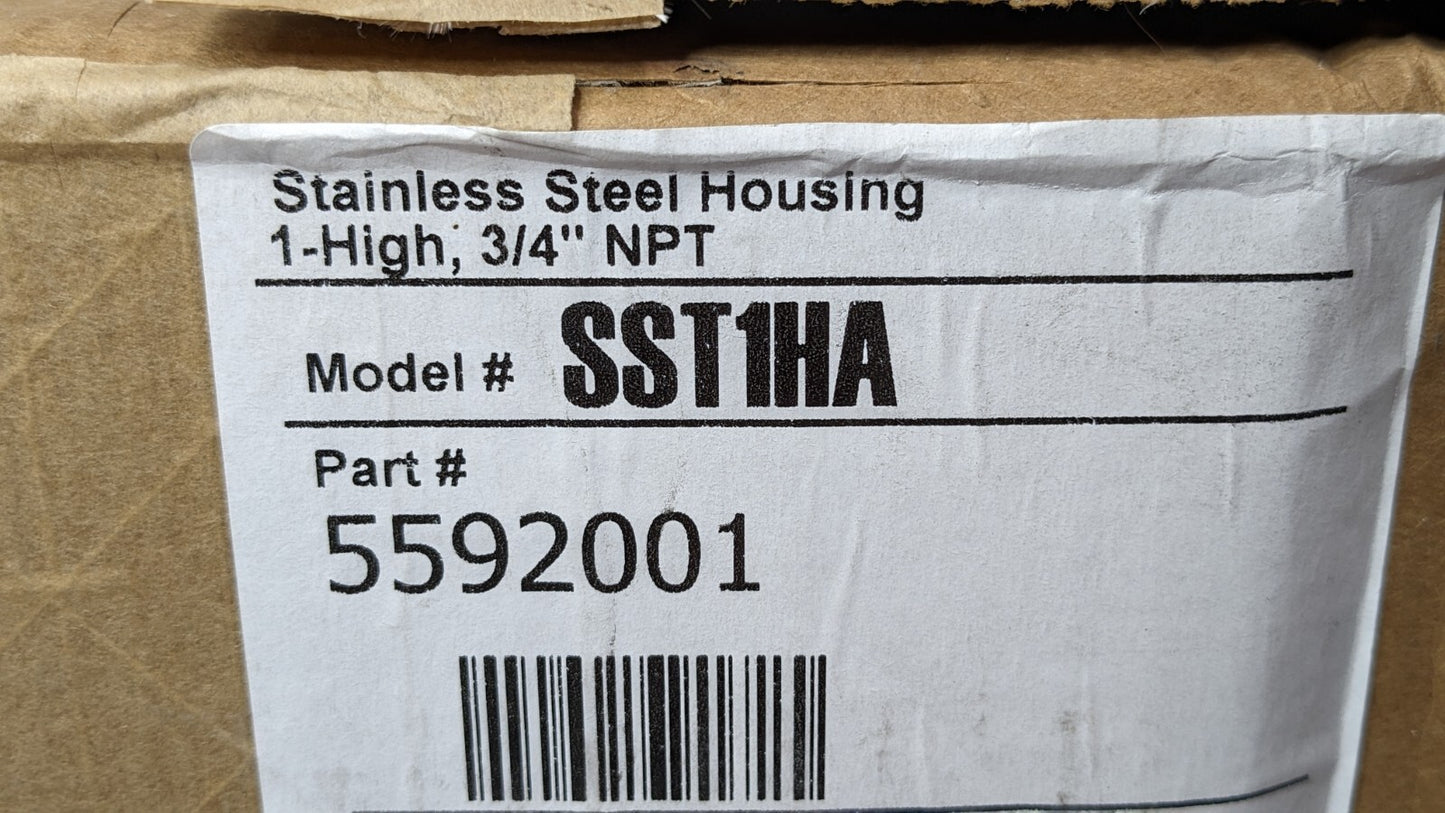 Stainless Steel Housing
1-High, 3/4" NPT
Model # SST1HA
Part #
5592001